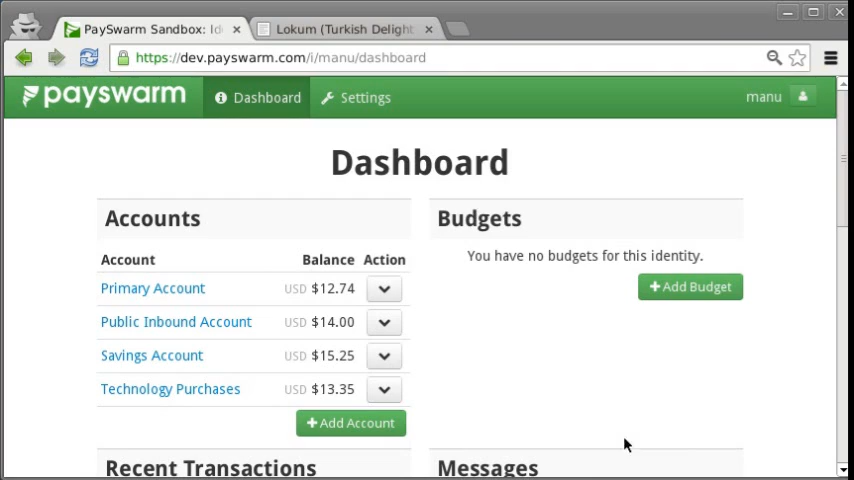 PaySwarm Sandbox: Id
Lokum (Turkish Delight
https://dev.payswarm.com/i/manu/dashboard
payswarm
Dashboard
Settings
manu
Dashboard
Accounts
Account Balance Action
Primary Account USD $12.74
Public Inbound Account USD $14.00
Savings Account USD $15.25
Technology Purchases USD $13.35
+ Add Account
Budgets
You have no budgets for this identity.
+ Add Budget
Recent Transactions
Messages